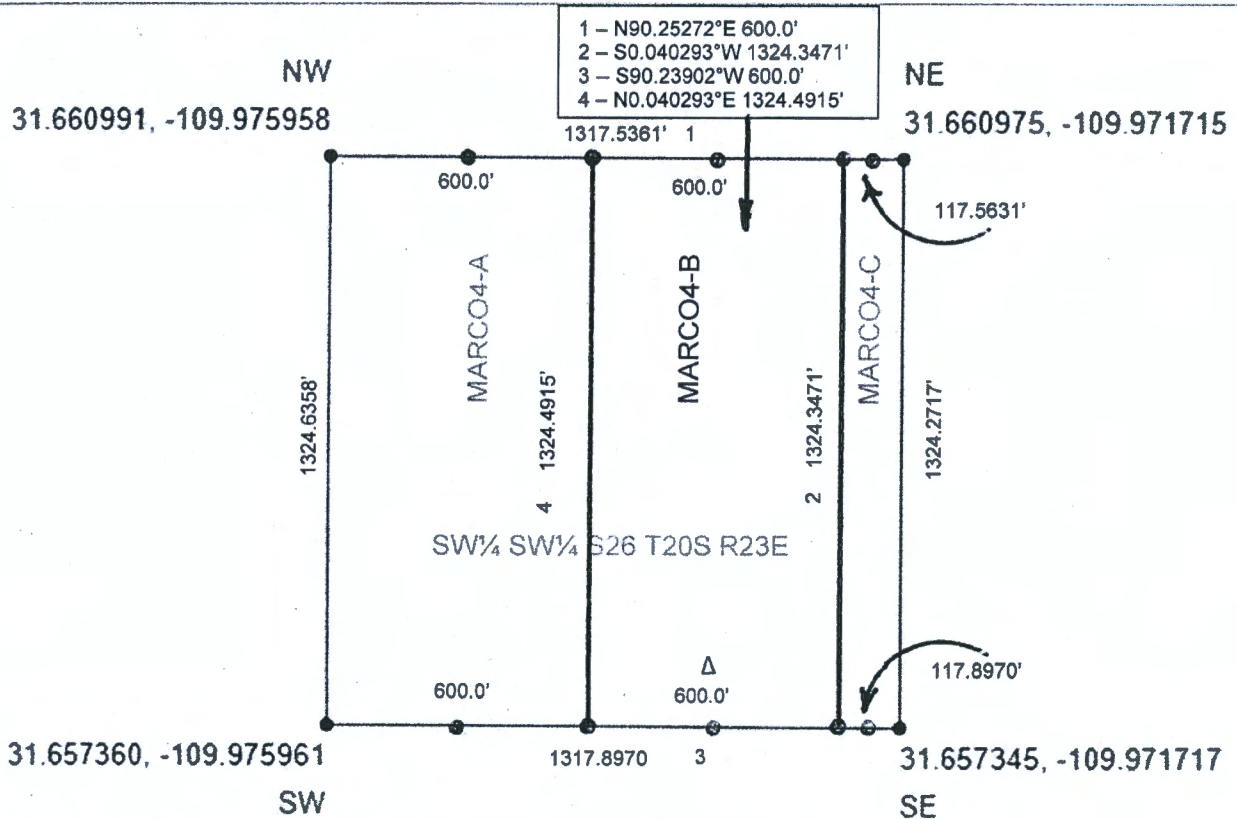 1 – N90.25272°E 600.0'
2 – S0.040293°W 1324.3471'
3 – S90.23902°W 600.0'
4 – N0.040293°E 1324.4915'
NW
NE
31.660991, -109.975958
31.660975, -109.971715
1317.5361' 1
600.0'
600.0'
117.5631'
MARCO4-A
MARCO4-B
MARCO4-C
1324.6358'
4 1324.4915'
2 1324.3471'
1324.2717'
SW¼ SW¼ S26 T20S R23E
Δ
600.0'
600.0'
117.8970'
31.657360, -109.975961
1317.8970 3
31.657345, -109.971717
SW
SE